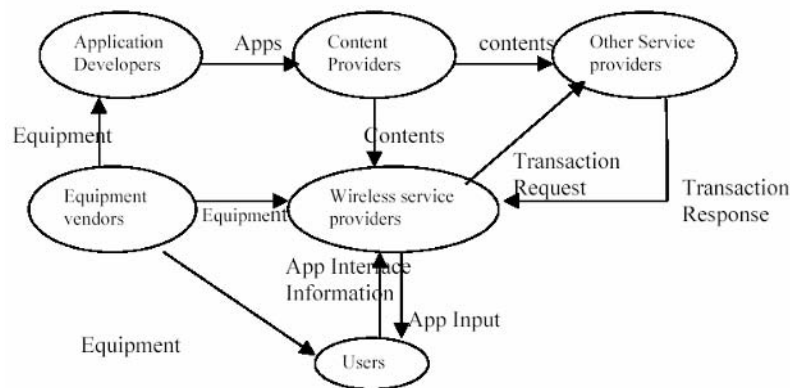 Application
Developers
Apps
Content
Providers
contents
Other Service
providers
Equipment
Contents
Equipment
vendors
Equipment
Wireless service
providers
Transaction
Request
Transaction
Response
App Interface
Information
App Input
Equipment
Users